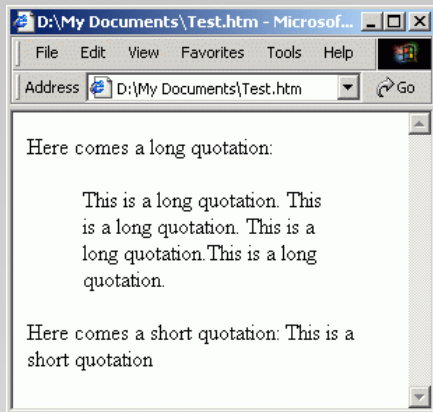 D:\My Documents\Test.htm - Microsof...
File Edit View Favorites Tools Help
Address D:\My Documents\Test.htm Go
Here comes a long quotation:
This is a long quotation. This
is a long quotation. This is a
long quotation.This is a long
quotation.
Here comes a short quotation: This is a
short quotation